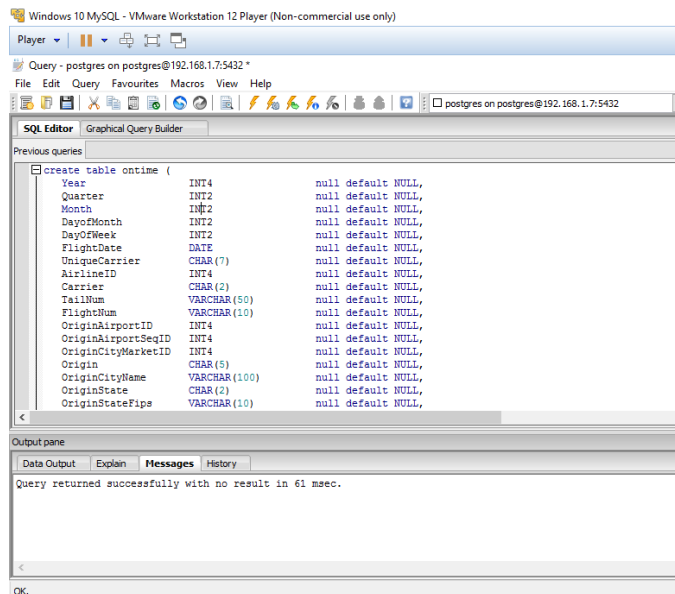 Windows 10 MySQL - VMware Workstation 12 Player (Non-commercial use only)
Player
Query - postgres on postgres@192.168.1.7:5432 *
File Edit Query Favourites Macros View Help
postgres on postgres@192.168.1.7:5432
SQL Editor Graphical Query Builder
Previous queries
create table ontime (
Year INT4 null default NULL,
Quarter INT2 null default NULL,
Month INT2 null default NULL,
DayofMonth INT2 null default NULL,
DayOfWeek INT2 null default NULL,
FlightDate DATE null default NULL,
UniqueCarrier CHAR(7) null default NULL,
AirlineID INT4 null default NULL,
Carrier CHAR(2) null default NULL,
TailNum VARCHAR(50) null default NULL,
FlightNum VARCHAR(10) null default NULL,
OriginAirportID INT4 null default NULL,
OriginAirportSeqID INT4 null default NULL,
OriginCityMarketID INT4 null default NULL,
Origin CHAR(5) null default NULL,
OriginCityName VARCHAR(100) null default NULL,
OriginState CHAR(2) null default NULL,
OriginStateFips VARCHAR(10) null default NULL,
Output pane
Data Output Explain Messages History
Query returned successfully with no result in 61 msec.
OK.